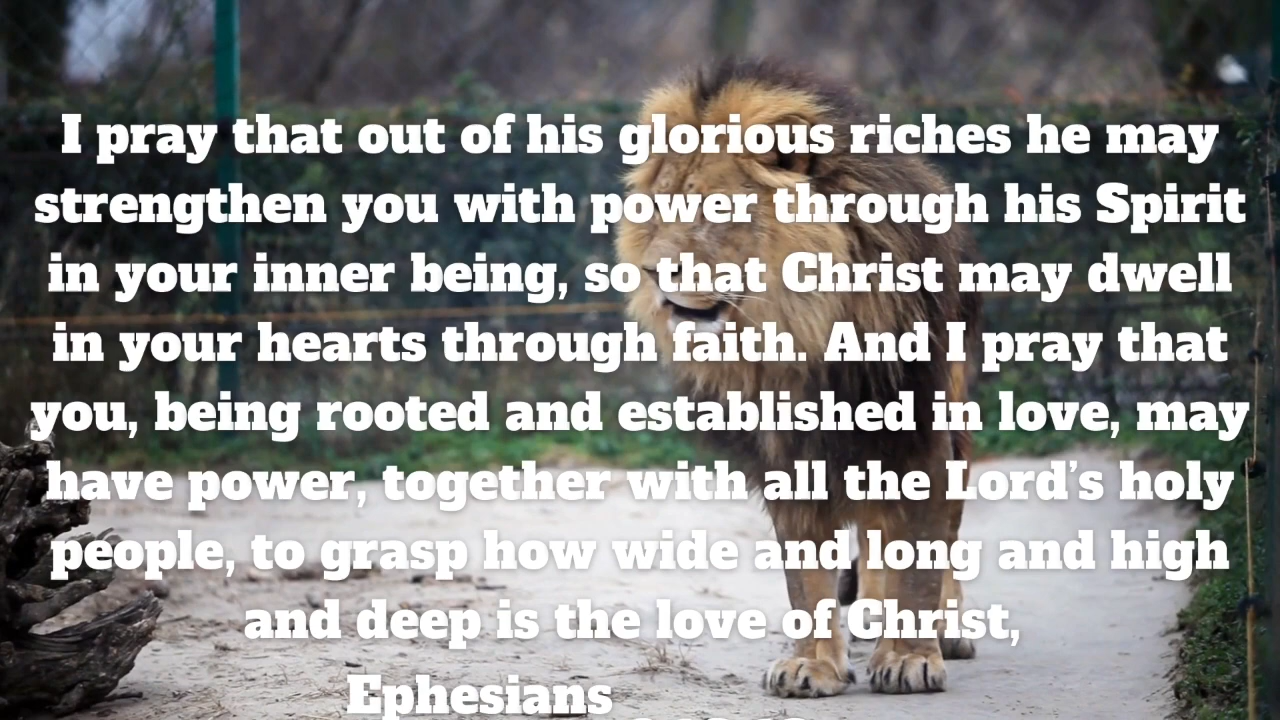 I pray that out of his glorious riches he may
strengthen you with power through his Spirit
in your inner being, so that Christ may dwell
in your hearts through faith. And I pray that
you, being rooted and established in love, may
have power, together with all the Lord’s holy
people, to grasp how wide and long and high
and deep is the love of Christ,
Ephesians